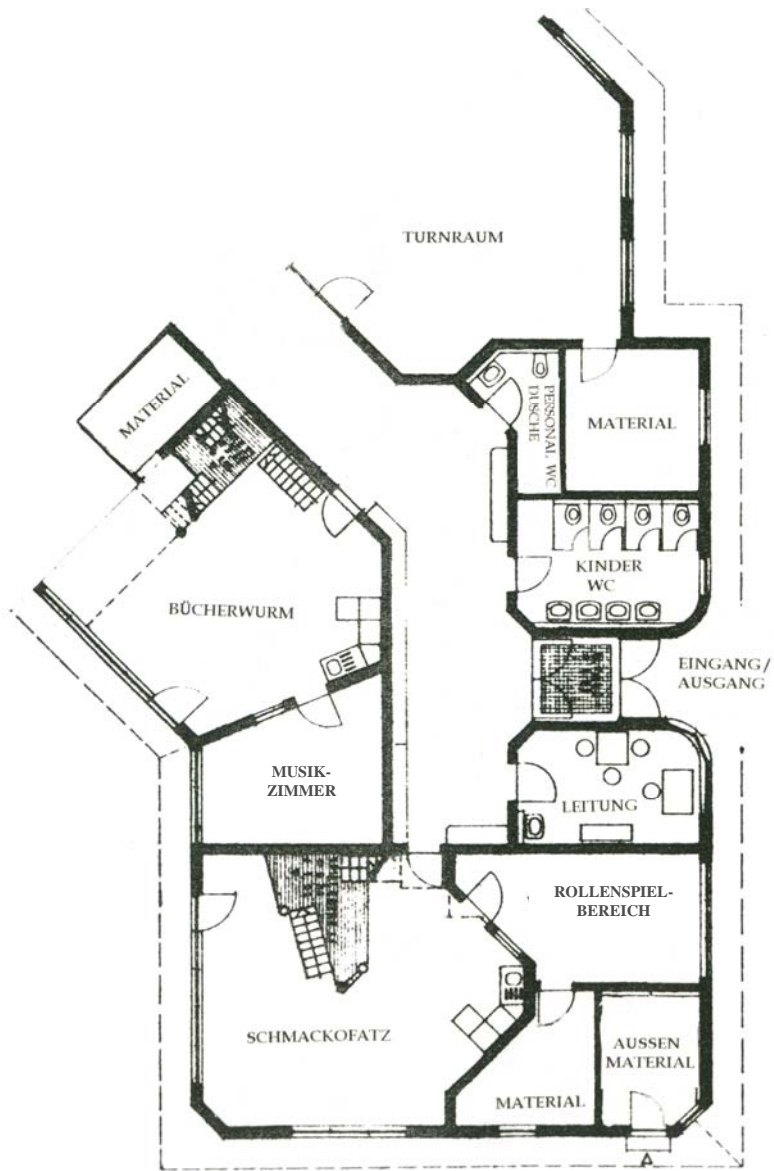 TURNRAUM
MATERIAL
PERSONAL WC
DUSCHE
MATERIAL
KINDER
WC
BÜCHERWURM
EINGANG/
AUSGANG
MUSIK-
ZIMMER
LEITUNG
ROLLENSPIEL-
BEREICH
SCHMACKOFATZ
AUSSEN
MATERIAL
MATERIAL